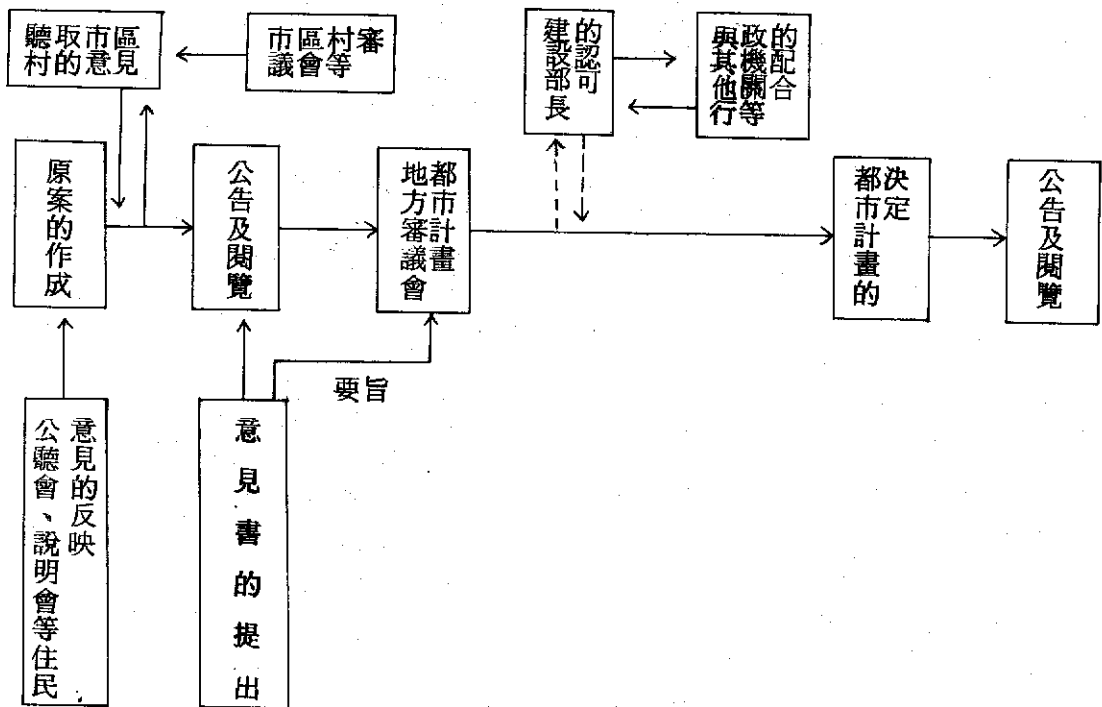 聽取市區
村的意見
市區村審
議會等
建設部長
的認可
與其他行
政機關等
的配合
原案的作成
公告及閱覽
都市計畫
地方審議會
都市計畫的
決定
公告及閱覽
要旨
公聽會、說明會等住民
意見的反映
意見書的提出